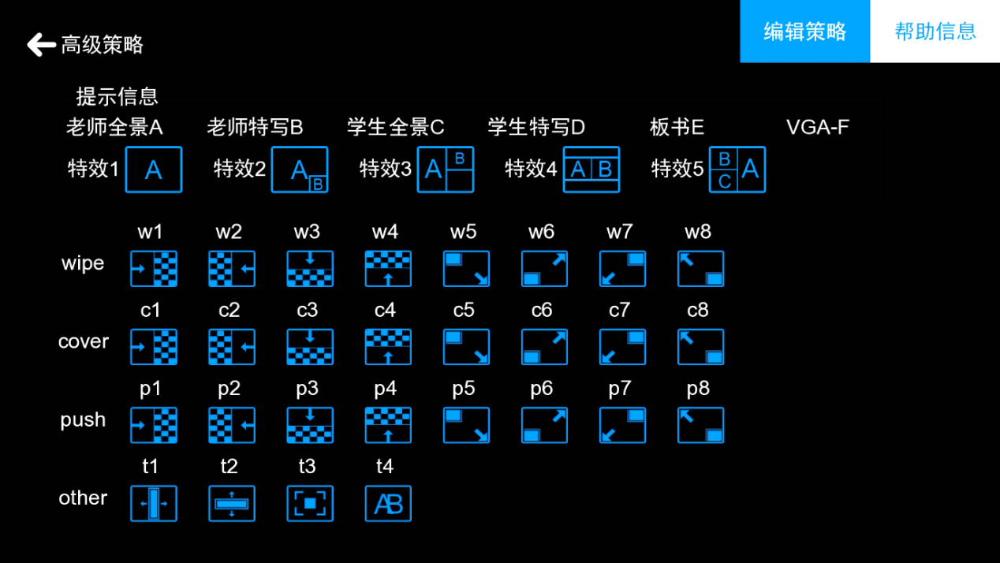 高级策略
编辑策略
帮助信息
提示信息
老师全景A 老师特写B 学生全景C 学生特写D 板书E VGA-F
特效1 A 特效2 A B 特效3 A B 特效4 A B 特效5 B C A
w1 w2 w3 w4 w5 w6 w7 w8
wipe
c1 c2 c3 c4 c5 c6 c7 c8
cover
p1 p2 p3 p4 p5 p6 p7 p8
push
t1 t2 t3 t4
other AB